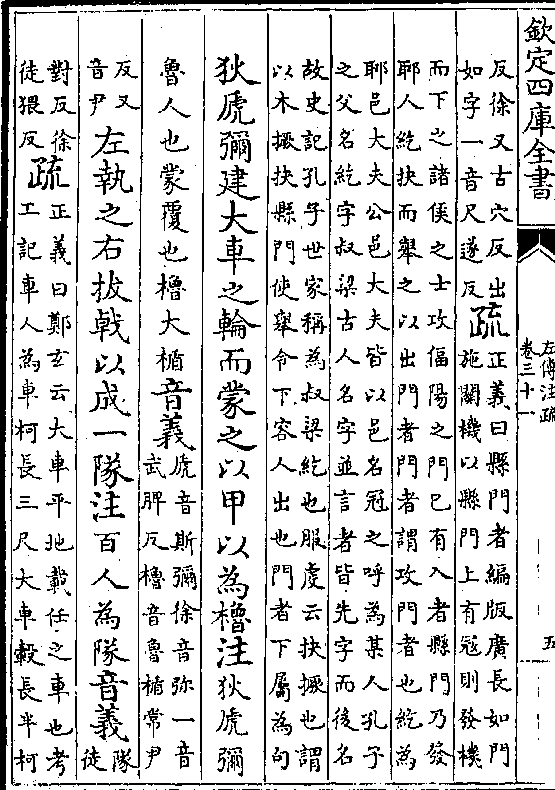 欽定四庫全書
左傳注疏
卷三十一
五
反徐又古穴反出
如字一音尺遂反
疏
正義曰縣門者編版廣長如門
施關機以縣門上有冦則發機
而下之諸侯之士攻偪陽之門已有入者縣門乃發
耶人紇抉而舉之以出門者門者謂攻門者也紇為
耶邑大夫公邑大夫皆以邑名冠之呼為某人孔子
之父名紇字叔梁古人名字並言者皆先字而後名
故史記孔子世家稱為叔梁紇也服虔云抉撅也謂
以木撅抉縣門使舉令下容人出也門者下屬為句
狄虒彌建大車之輪而蒙之以甲以為櫓注狄虒彌
魯人也蒙覆也櫓大楯
音義
虒音斯彌徐音弥一音
武脾反櫓音魯楯常尹
反又
音尹
左執之右拔㦸以成一隊注百人為隊音義
隊
徒
對反徐
徒猥反
疏
正義曰鄭玄云大車平地載任之車也考
工記車人為車柯長三尺大車轂長半柯